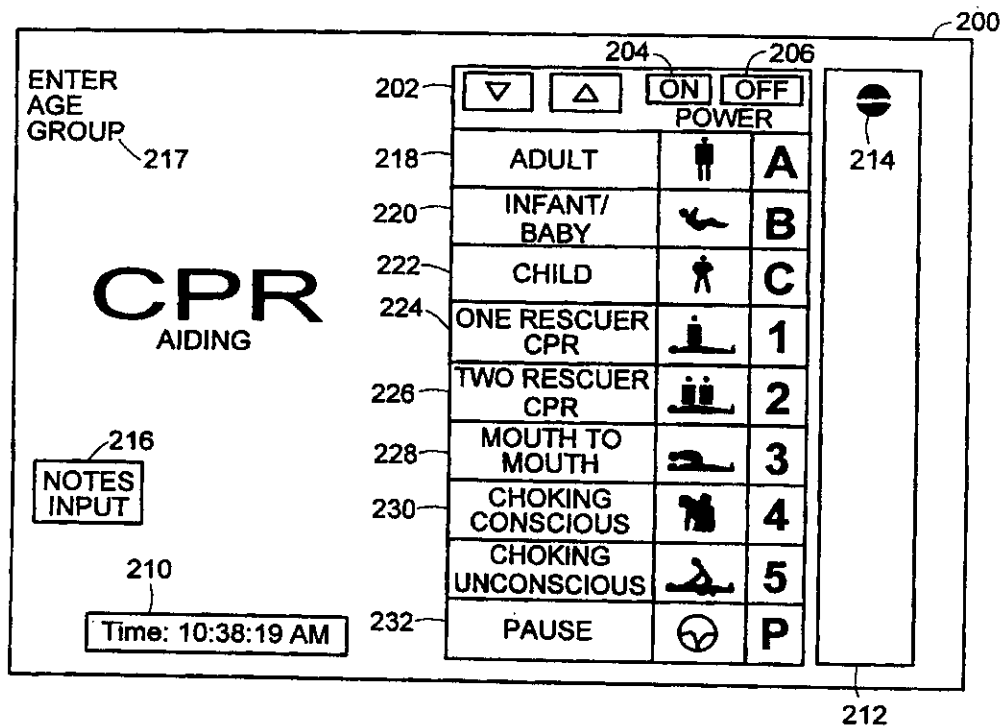 200
ENTER
AGE
GROUP
217
CPR
AIDING
216
NOTES
INPUT
210
Time: 10:38:19 AM
204
206
202
ON
OFF
POWER
218
ADULT
A
220
INFANT/
BABY
B
222
CHILD
C
224
ONE RESCUER
CPR
1
226
TWO RESCUER
CPR
2
228
MOUTH TO
MOUTH
3
230
CHOKING
CONSCIOUS
4
CHOKING
UNCONSCIOUS
5
232
PAUSE
P
214
212